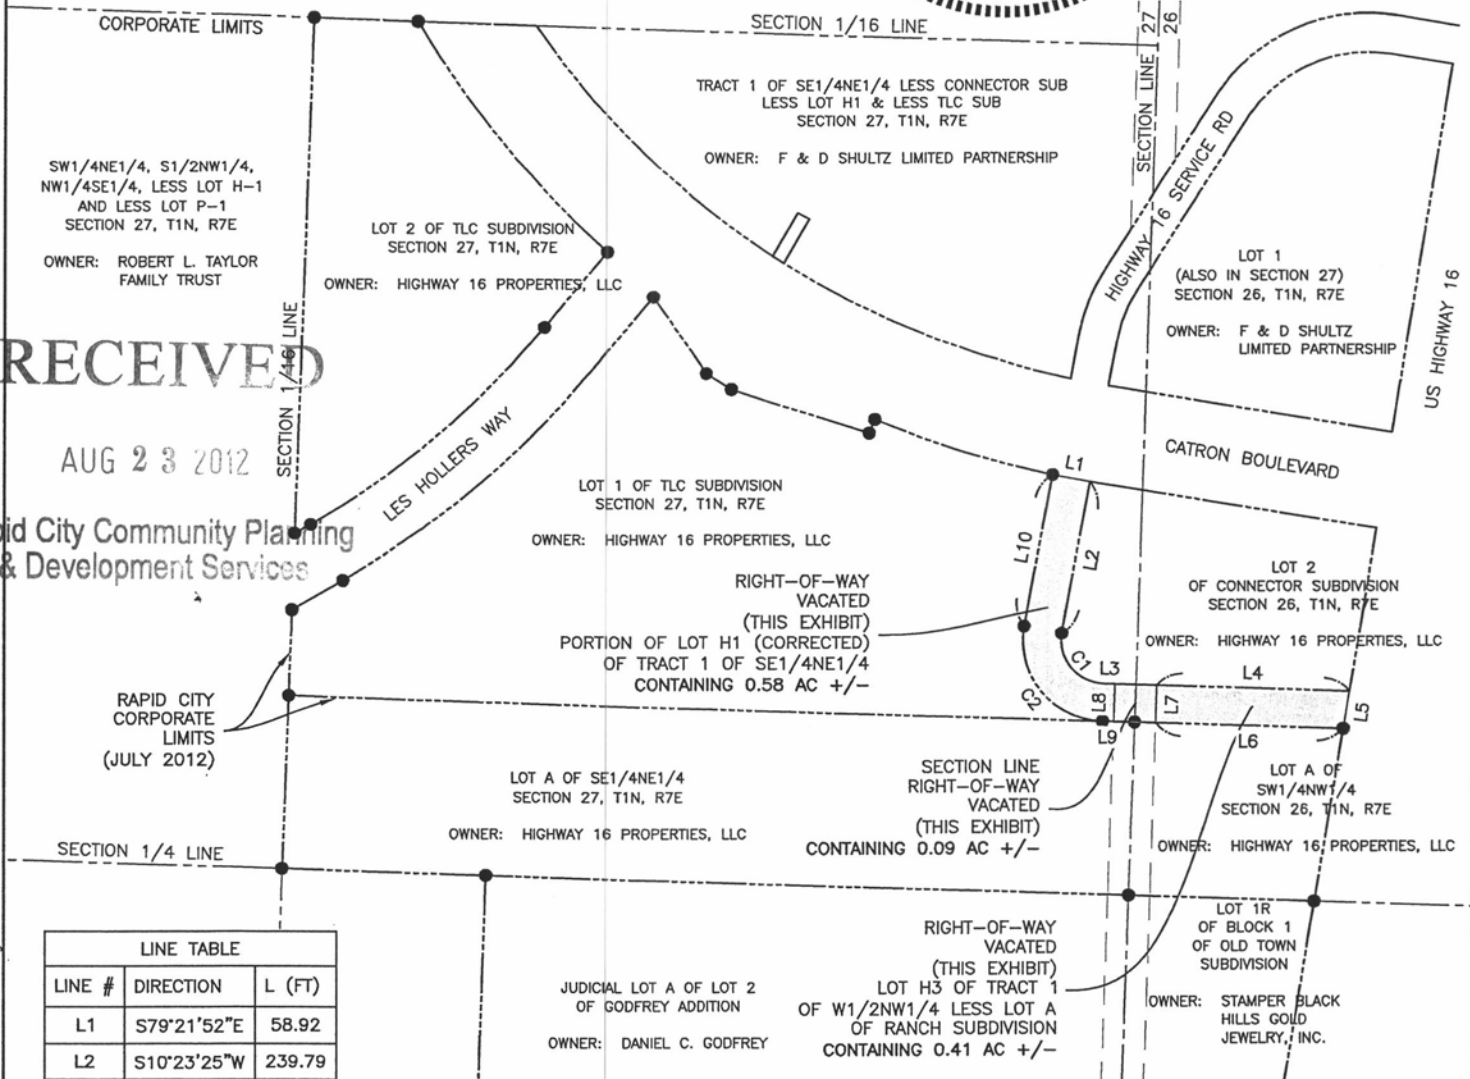 CORPORATE LIMITS
SECTION 1/16 LINE
27
26
SECTION LINE
TRACT 1 OF SE1/4NE1/4 LESS CONNECTOR SUB
LESS LOT H1 & LESS TLC SUB
SECTION 27, T1N, R7E
OWNER: F & D SHULTZ LIMITED PARTNERSHIP
HIGHWAY 16 SERVICE RD
SW1/4NE1/4, S1/2NW1/4,
NW1/4SE1/4, LESS LOT H-1
AND LESS LOT P-1
SECTION 27, T1N, R7E
OWNER: ROBERT L. TAYLOR
FAMILY TRUST
LOT 2 OF TLC SUBDIVISION
SECTION 27, T1N, R7E
OWNER: HIGHWAY 16 PROPERTIES, LLC
LOT 1
(ALSO IN SECTION 27)
SECTION 26, T1N, R7E
OWNER: F & D SHULTZ
LIMITED PARTNERSHIP
US HIGHWAY 16
SECTION 1/16 LINE
RECEIVED
AUG 23 2012
id City Community Planning
& Development Services
LES HOLLERS WAY
CATRON BOULEVARD
LOT 1 OF TLC SUBDIVISION
SECTION 27, T1N, R7E
OWNER: HIGHWAY 16 PROPERTIES, LLC
L1
L10
L2
LOT 2
OF CONNECTOR SUBDIVISION
SECTION 26, T1N, R7E
OWNER: HIGHWAY 16 PROPERTIES, LLC
RIGHT-OF-WAY
VACATED
(THIS EXHIBIT)
PORTION OF LOT H1 (CORRECTED)
OF TRACT 1 OF SE1/4NE1/4
CONTAINING 0.58 AC +/-
C1
L3
L4
C2
L8
L7
L5
L9
L6
RAPID CITY
CORPORATE
LIMITS
(JULY 2012)
LOT A OF SE1/4NE1/4
SECTION 27, T1N, R7E
OWNER: HIGHWAY 16 PROPERTIES, LLC
SECTION LINE
RIGHT-OF-WAY
VACATED
(THIS EXHIBIT)
CONTAINING 0.09 AC +/-
LOT A OF
SW1/4NW1/4
SECTION 26, T1N, R7E
OWNER: HIGHWAY 16 PROPERTIES, LLC
SECTION 1/4 LINE
LINE TABLE
LINE # DIRECTION L (FT)
L1 S79°21'52"E 58.92
L2 S10°23'25"W 239.79
JUDICIAL LOT A OF LOT 2
OF GODFREY ADDITION
OWNER: DANIEL C. GODFREY
RIGHT-OF-WAY
VACATED
(THIS EXHIBIT)
LOT H3 OF TRACT 1
OF W1/2NW1/4 LESS LOT A
OF RANCH SUBDIVISION
CONTAINING 0.41 AC +/-
LOT 1R
OF BLOCK 1
OF OLD TOWN
SUBDIVISION
OWNER: STAMPER BLACK
HILLS GOLD
JEWELRY, INC.